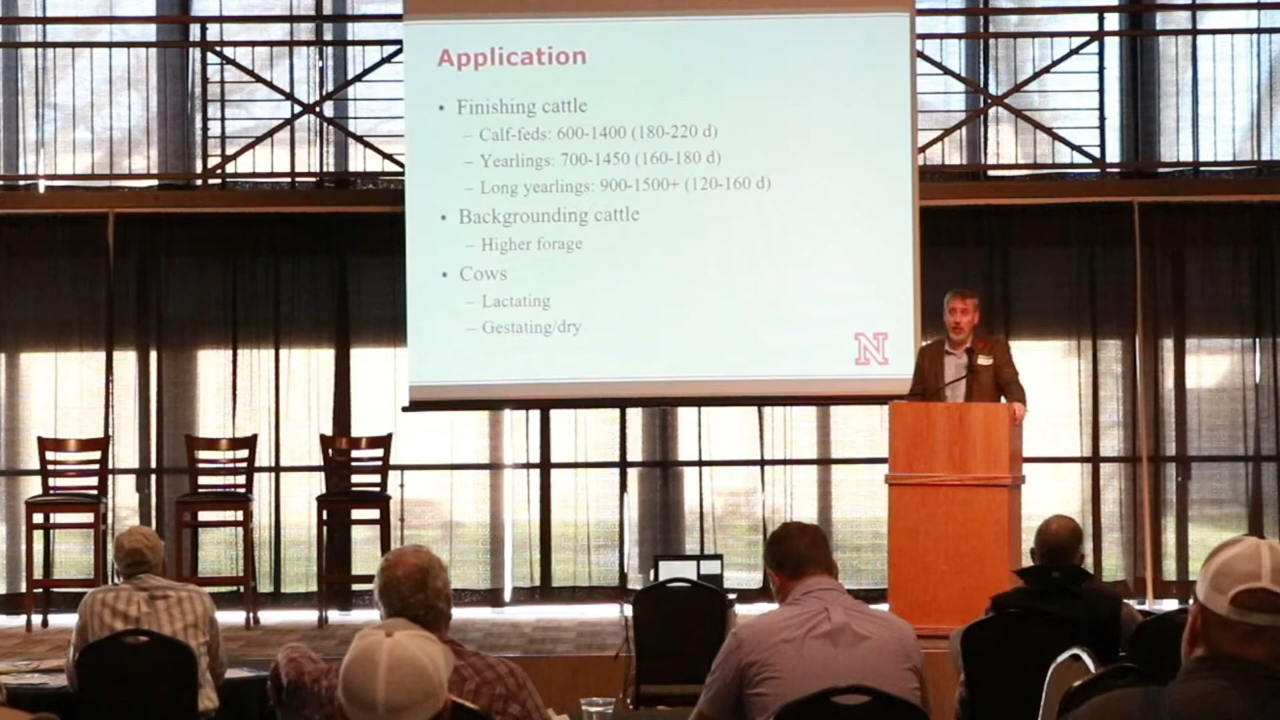 Application
• Finishing cattle
– Calf-feds: 600-1400 (180-220 d)
– Yearlings: 700-1450 (160-180 d)
– Long yearlings: 900-1500+ (120-160 d)
• Backgrounding cattle
– Higher forage
• Cows
– Lactating
– Gestating/dry
N